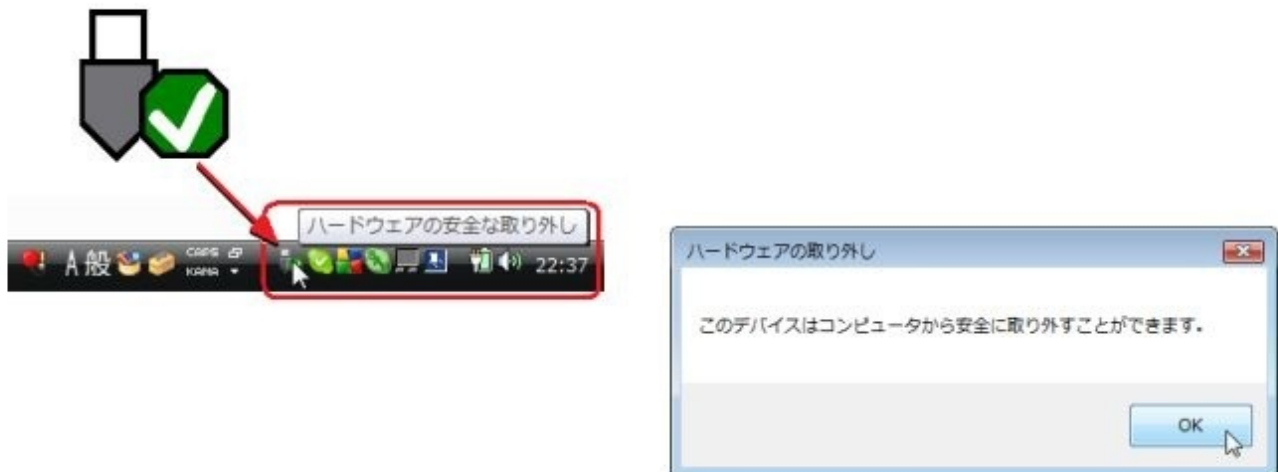 ハードウェアの安全な取り外し
A 般 CAPS
KANA
22:37
ハードウェアの取り外し
このデバイスはコンピュータから安全に取り外すことができます。
OK